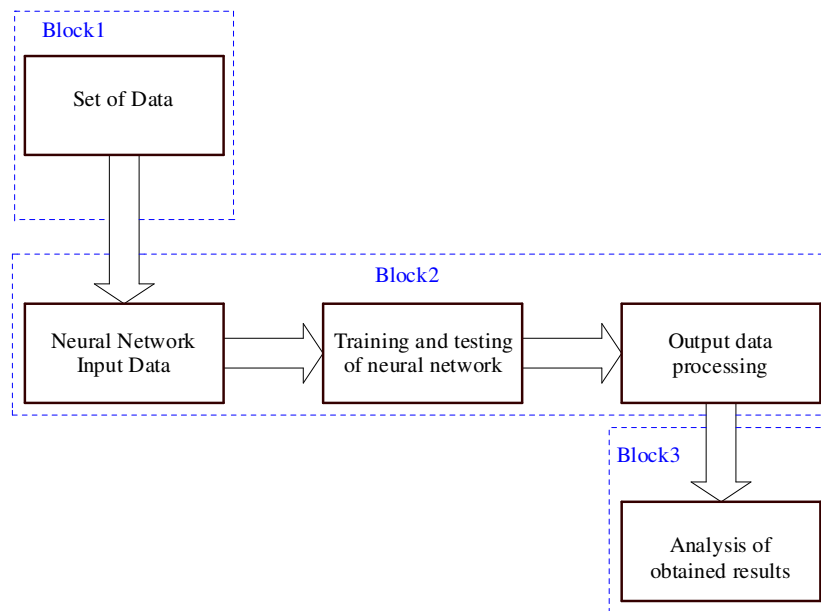 Block1
Set of Data
Block2
Neural Network
Input Data
Training and testing
of neural network
Output data
processing
Block3
Analysis of
obtained results